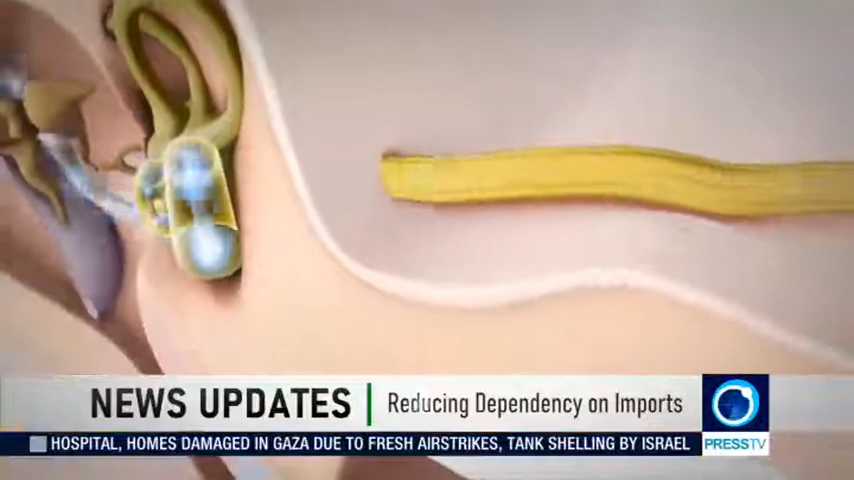 NEWS UPDATES
Reducing Dependency on Imports
PRESSTV
HOSPITAL, HOMES DAMAGED IN GAZA DUE TO FRESH AIRSTRIKES, TANK SHELLING BY ISRAEL